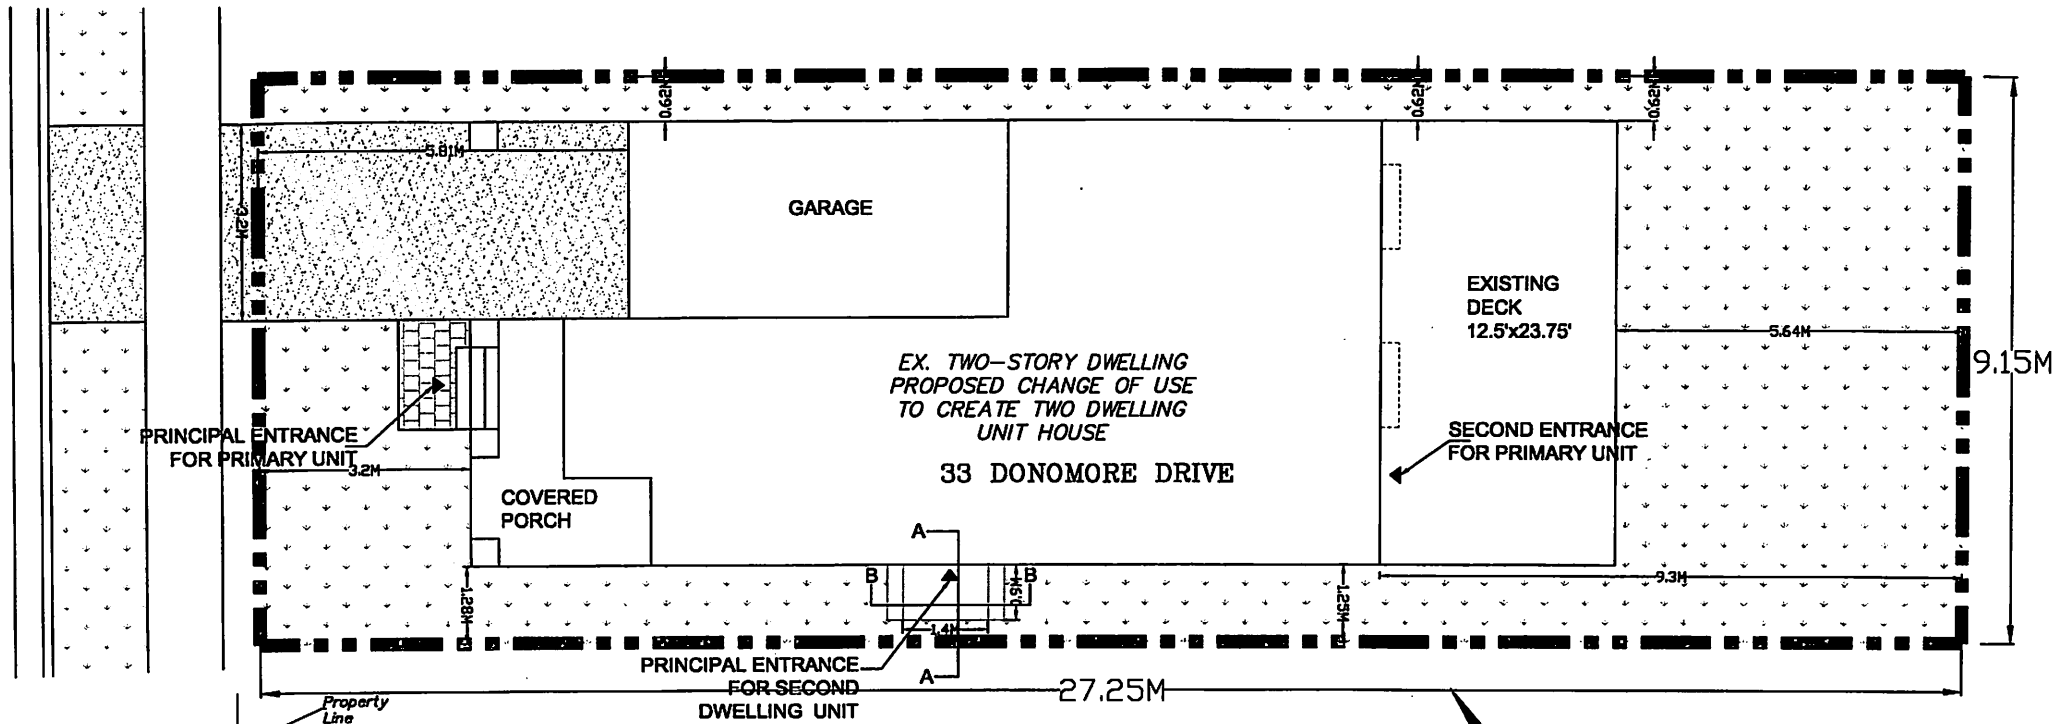 0.62M
0.62M
0.62M
5.81M
3.2M
GARAGE
EXISTING
DECK
12.5'x23.75'
5.64M
9.15M
EX. TWO-STORY DWELLING
PROPOSED CHANGE OF USE
TO CREATE TWO DWELLING
UNIT HOUSE
33 DONOMORE DRIVE
PRINCIPAL ENTRANCE
FOR PRIMARY UNIT
3.2M
SECOND ENTRANCE
FOR PRIMARY UNIT
COVERED
PORCH
A
B
B
0.9M
9.3M
1.28M
1.25M
1.4M
A
PRINCIPAL ENTRANCE
FOR SECOND
DWELLING UNIT
27.25M
Property
Line